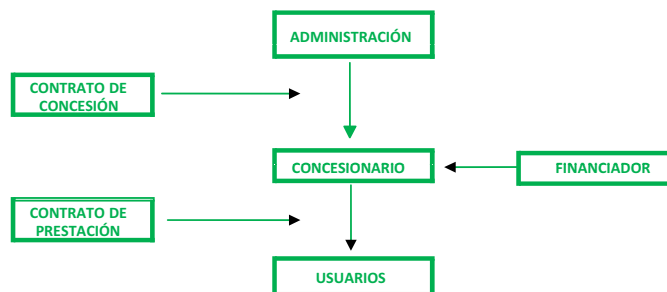 ADMINISTRACIÓN
CONTRATO DE
CONCESIÓN
CONCESIONARIO
FINANCIADOR
CONTRATO DE
PRESTACIÓN
USUARIOS